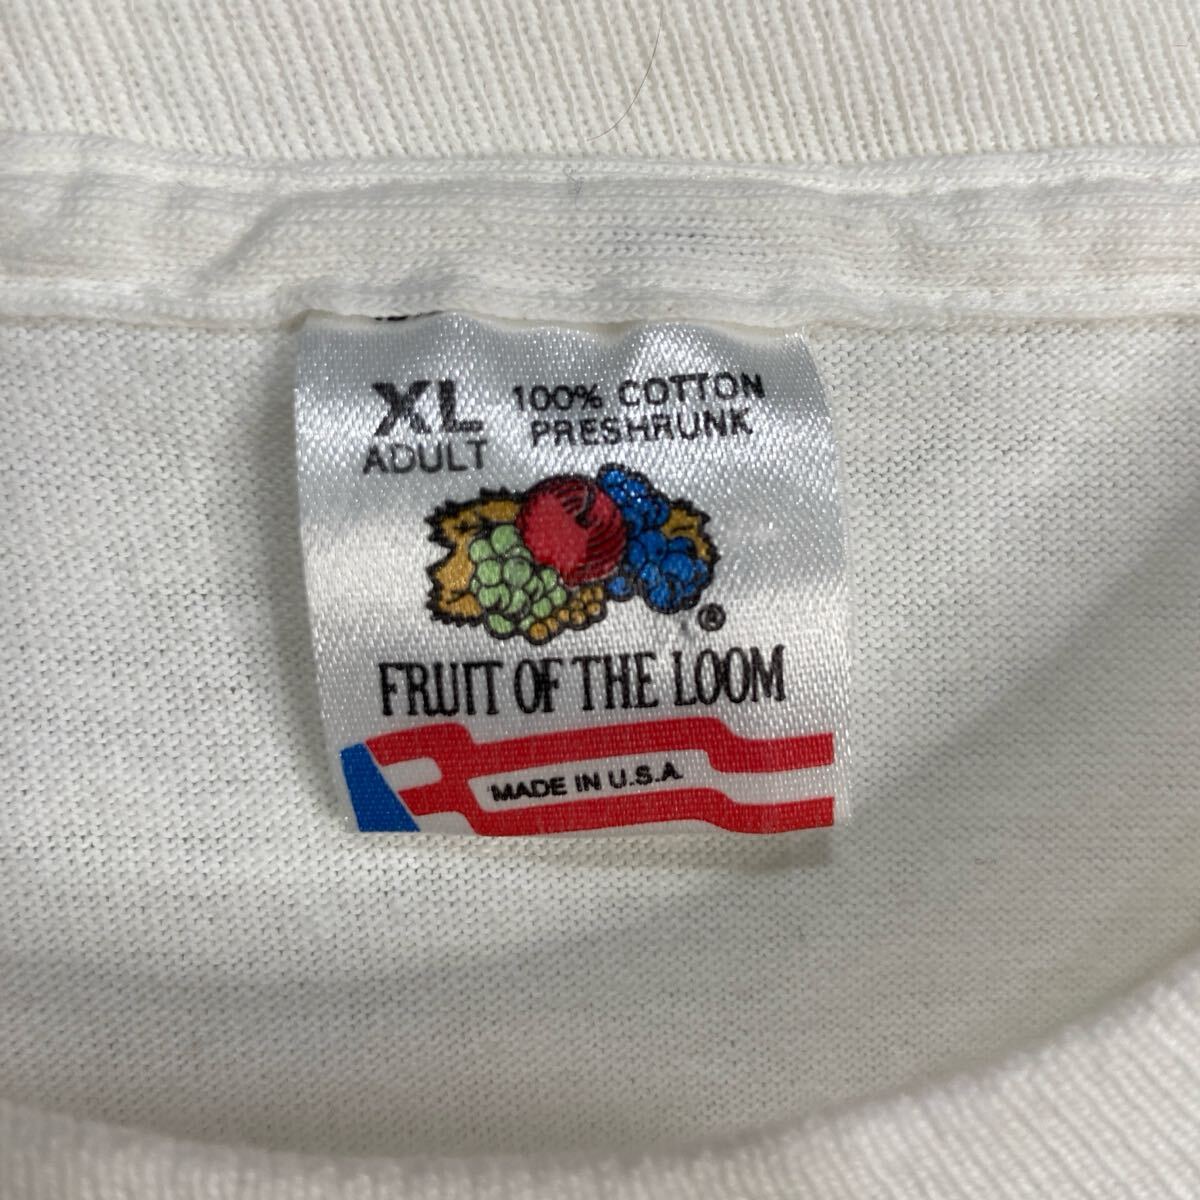 XL
ADULT
100% COTTON
PRESHRUNK
®
FRUIT OF THE LOOM
MADE IN U.S.A.